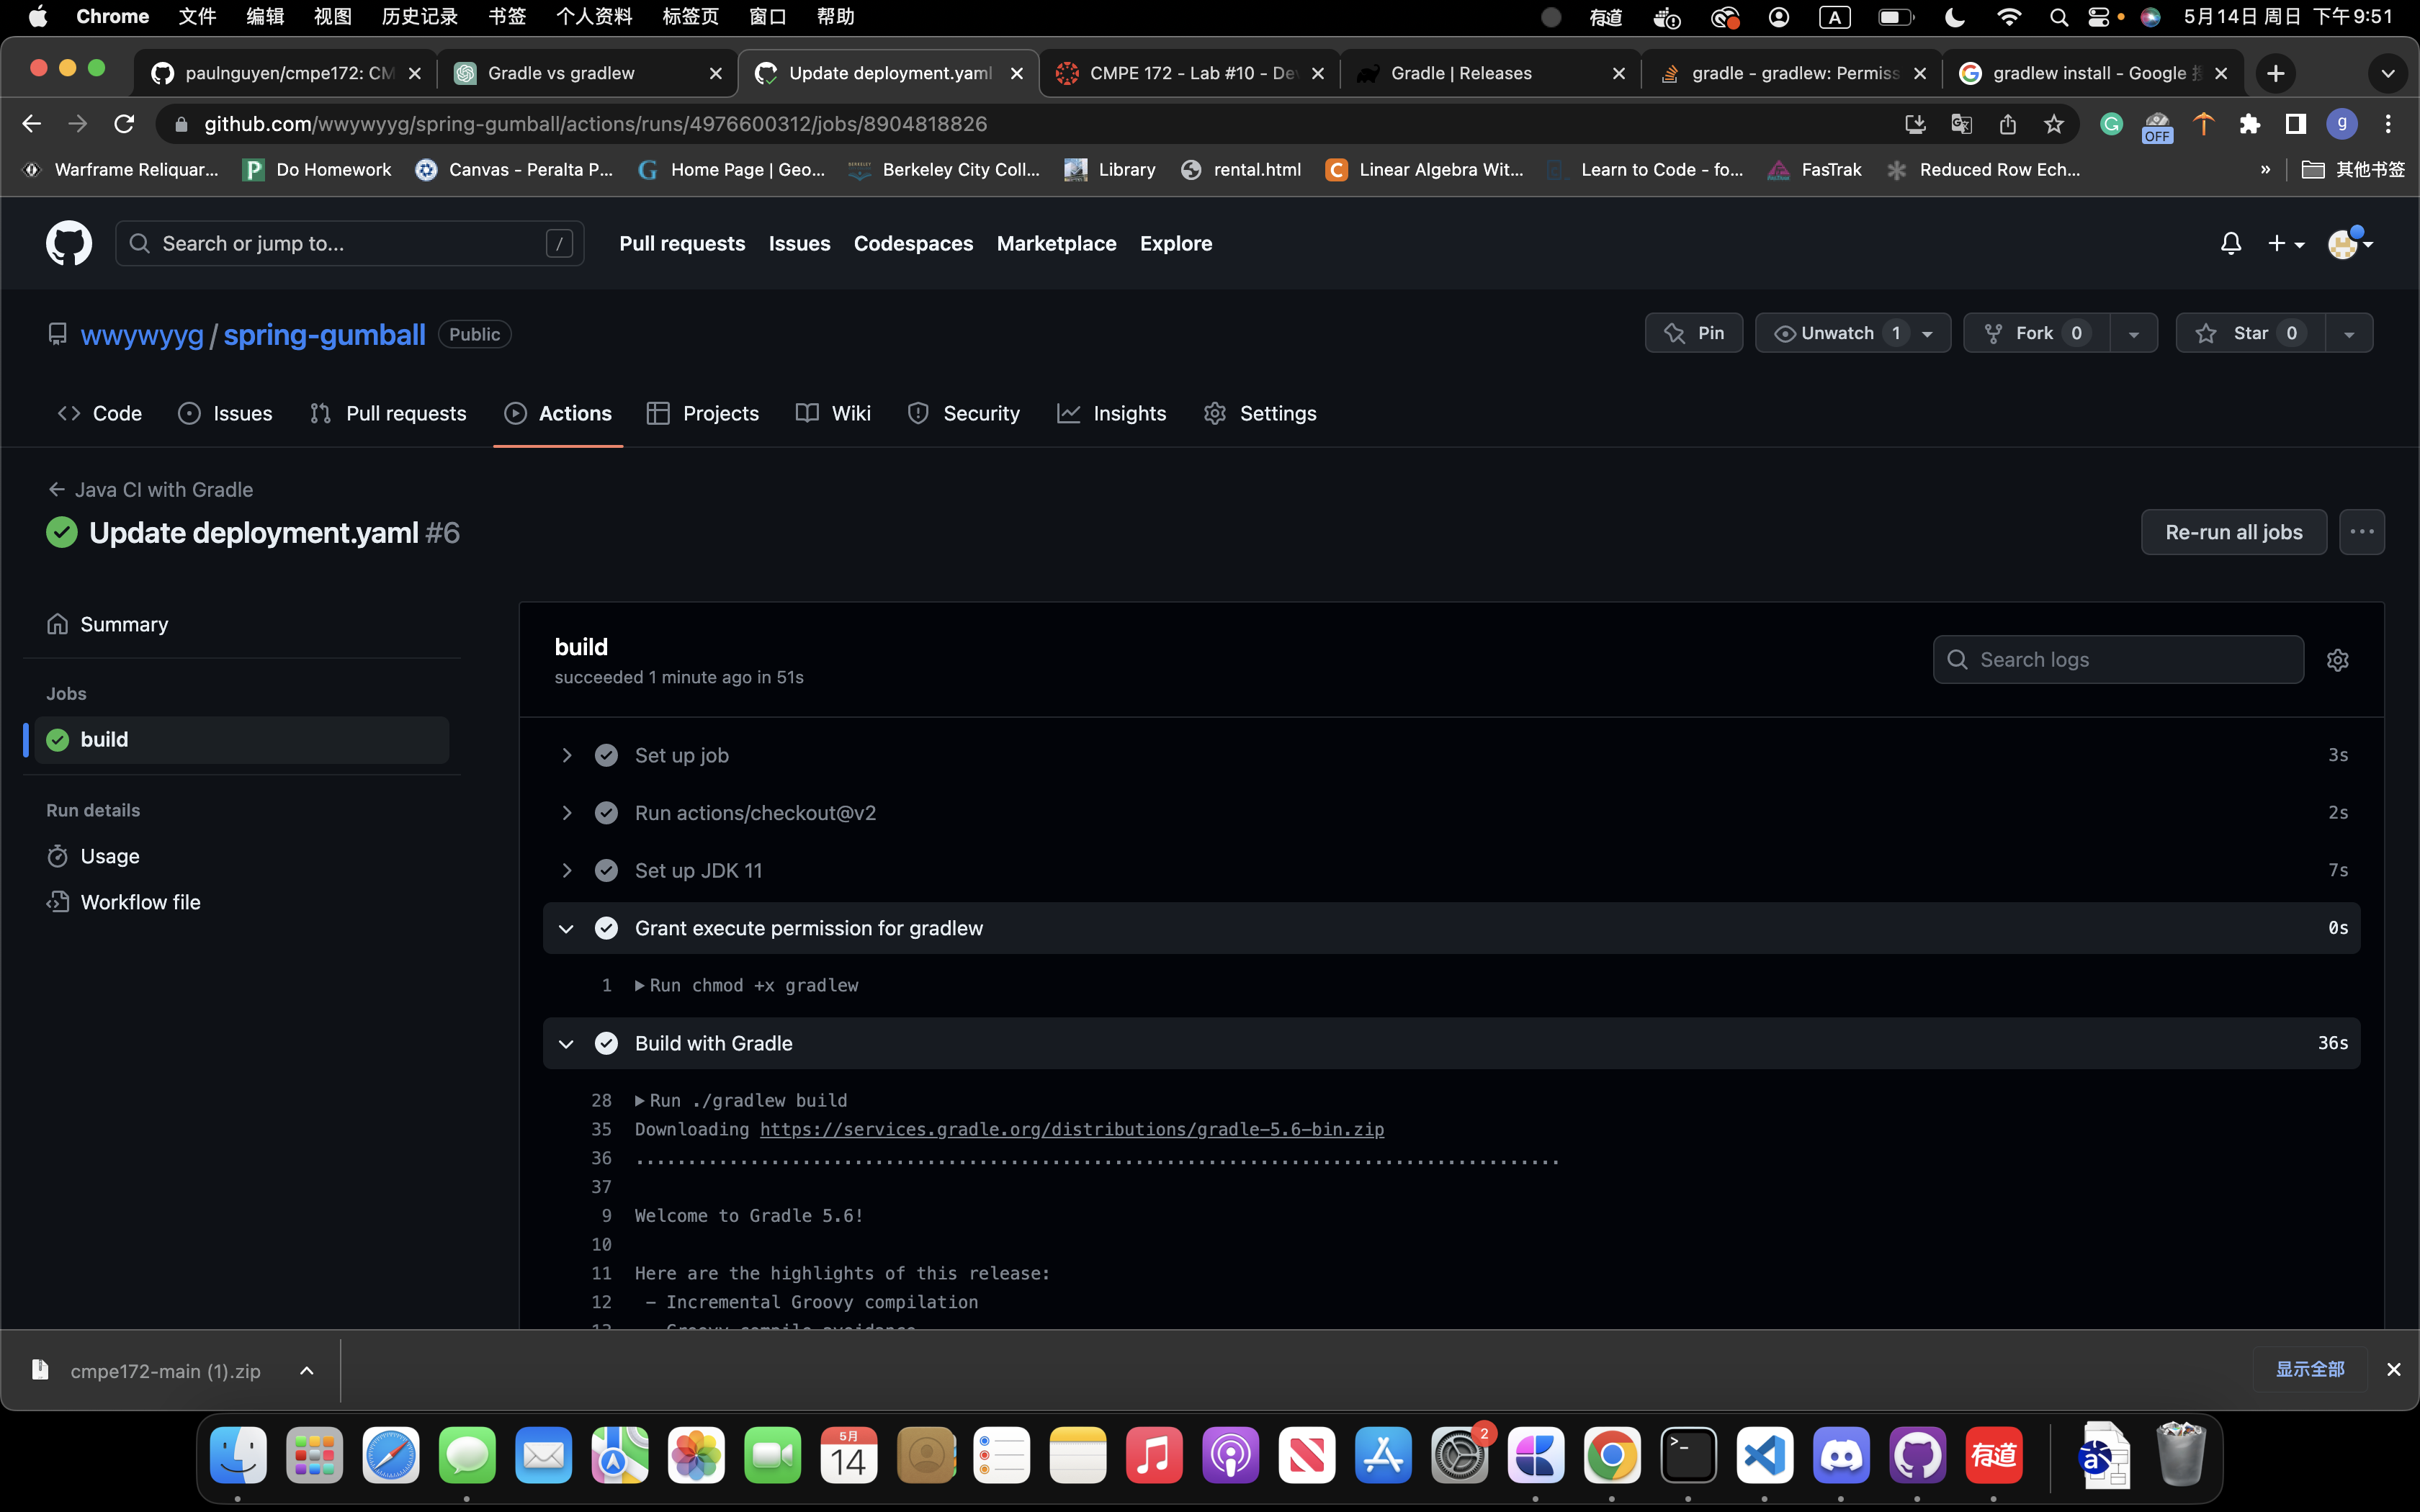 Chrome 文件 编辑 视图 历史记录 书签 个人资料 标签页 窗口 帮助 有道 A 5月14日 周日 下午9:51
paulnguyen/cmpe172: CM Gradle vs gradlew Update deployment.yaml CMPE 172 - Lab #10 - De Gradle | Releases gradle - gradlew: Permiss gradlew install - Google
github.com/wwywyyg/spring-gumball/actions/runs/4976600312/jobs/8904818826 OFF g
Warframe Reliquar... Do Homework Canvas - Peralta P... Home Page | Geo... Berkeley City Coll... Library rental.html Linear Algebra Wit... Learn to Code - fo... FasTrak Reduced Row Ech... » 其他书签
Search or jump to... / Pull requests Issues Codespaces Marketplace Explore
wwywyyg / spring-gumball Public Pin Unwatch 1 Fork 0 Star 0
Code Issues Pull requests Actions Projects Wiki Security Insights Settings
← Java CI with Gradle
Update deployment.yaml #6 Re-run all jobs
Summary
Jobs
build
Run details
Usage
Workflow file
build
succeeded 1 minute ago in 51s
Search logs
Set up job 3s
Run actions/checkout@v2 2s
Set up JDK 11 7s
Grant execute permission for gradlew 0s
1 Run chmod +x gradlew
Build with Gradle 36s
28 Run ./gradlew build
35 Downloading https://services.gradle.org/distributions/gradle-5.6-bin.zip
36 .........................................................................................
37
9 Welcome to Gradle 5.6!
10
11 Here are the highlights of this release:
12 - Incremental Groovy compilation
13 - Groovy compile avoidance
cmpe172-main (1).zip 显示全部
5月 14 2 有道